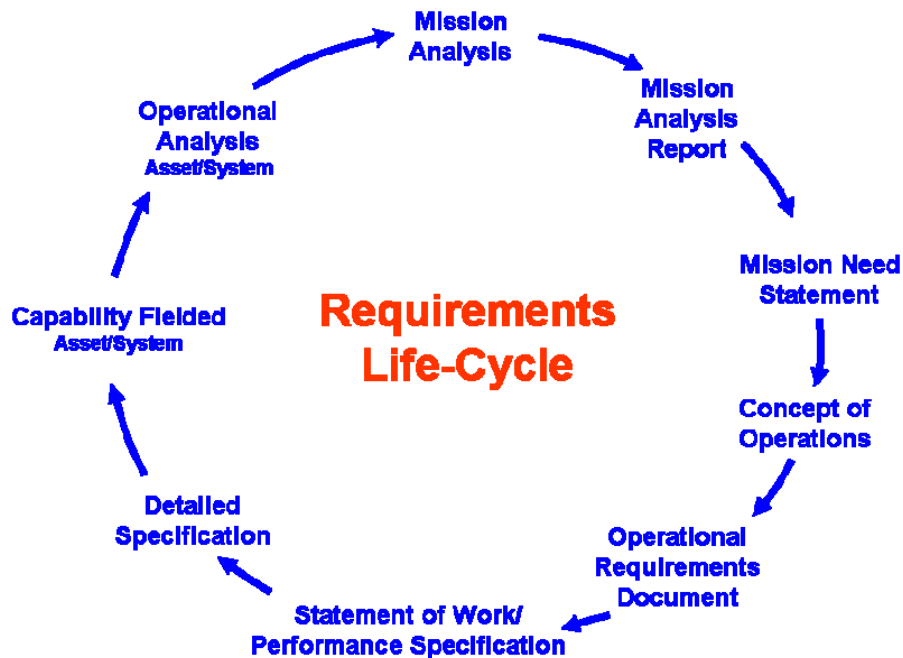 Mission
Analysis
Mission
Analysis
Report
Mission Need
Statement
Concept of
Operations
Operational
Requirements
Document
Statement of Work/
Performance Specification
Detailed
Specification
Capability Fielded
Asset/System
Operational
Analysis
Asset/System
Requirements
Life-Cycle